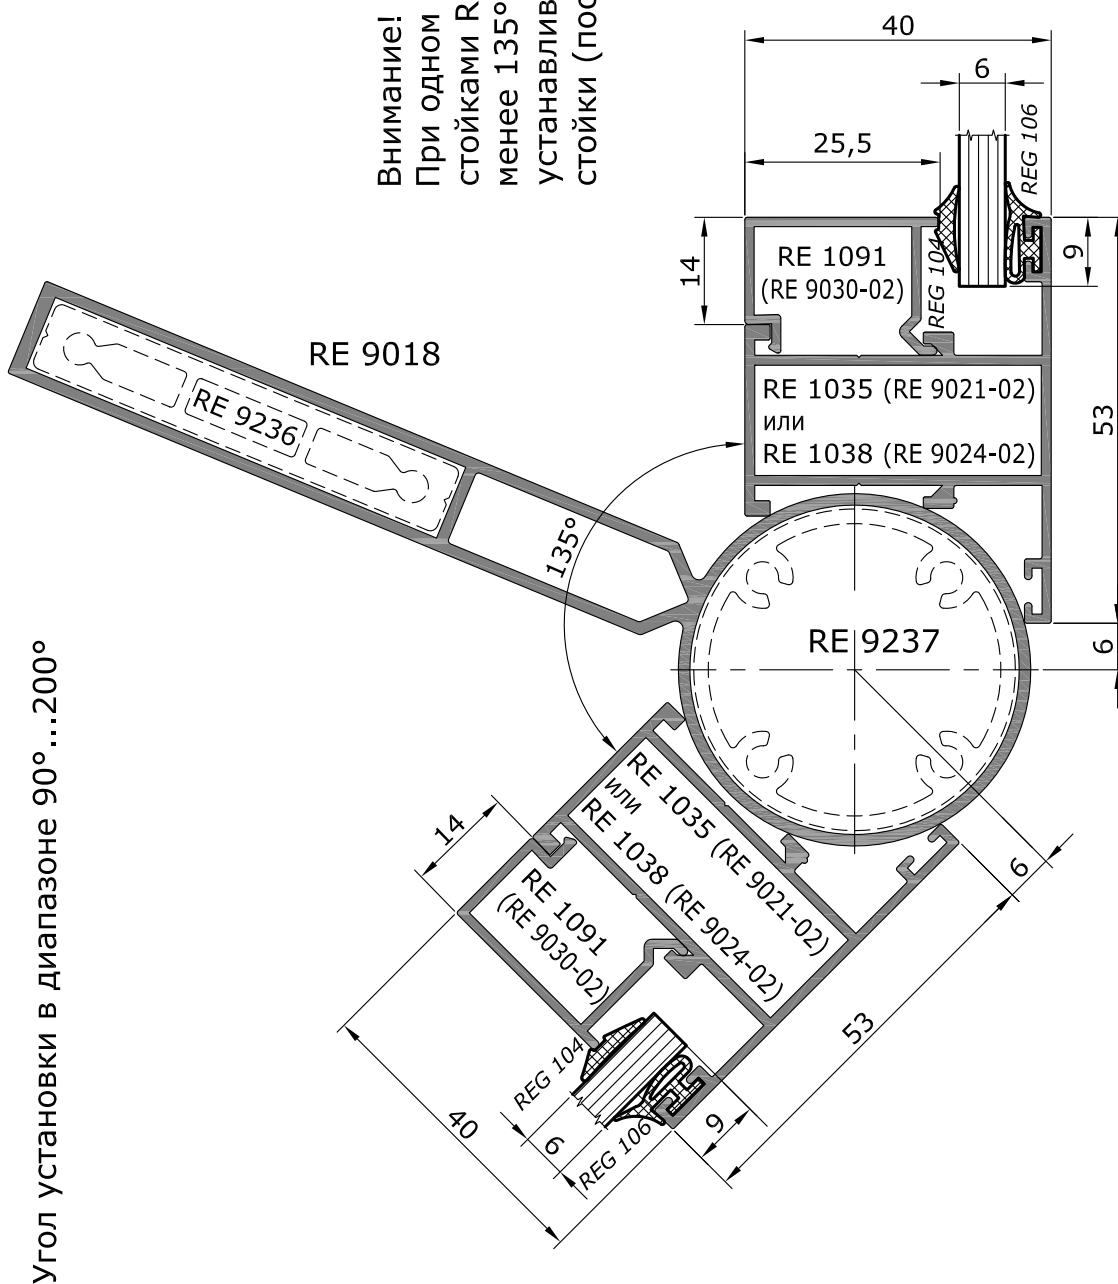 Угол установки в диапазоне 90°...200°
Внимание!
При одном
стойками R
менее 135°
устанавлив
стойки (пос
40
6
25,5
REG 106
14
RE 1091
(RE 9030-02)
REG 104
9
RE 9018
RE 9236
RE 1035 (RE 9021-02)
или
RE 1038 (RE 9024-02)
53
135°
RE 9237
6
14
RE 1035 (RE 9021-02)
или
RE 1038 (RE 9024-02)
RE 1091
(RE 9030-02)
6
53
REG 104
40
6
REG 106
9